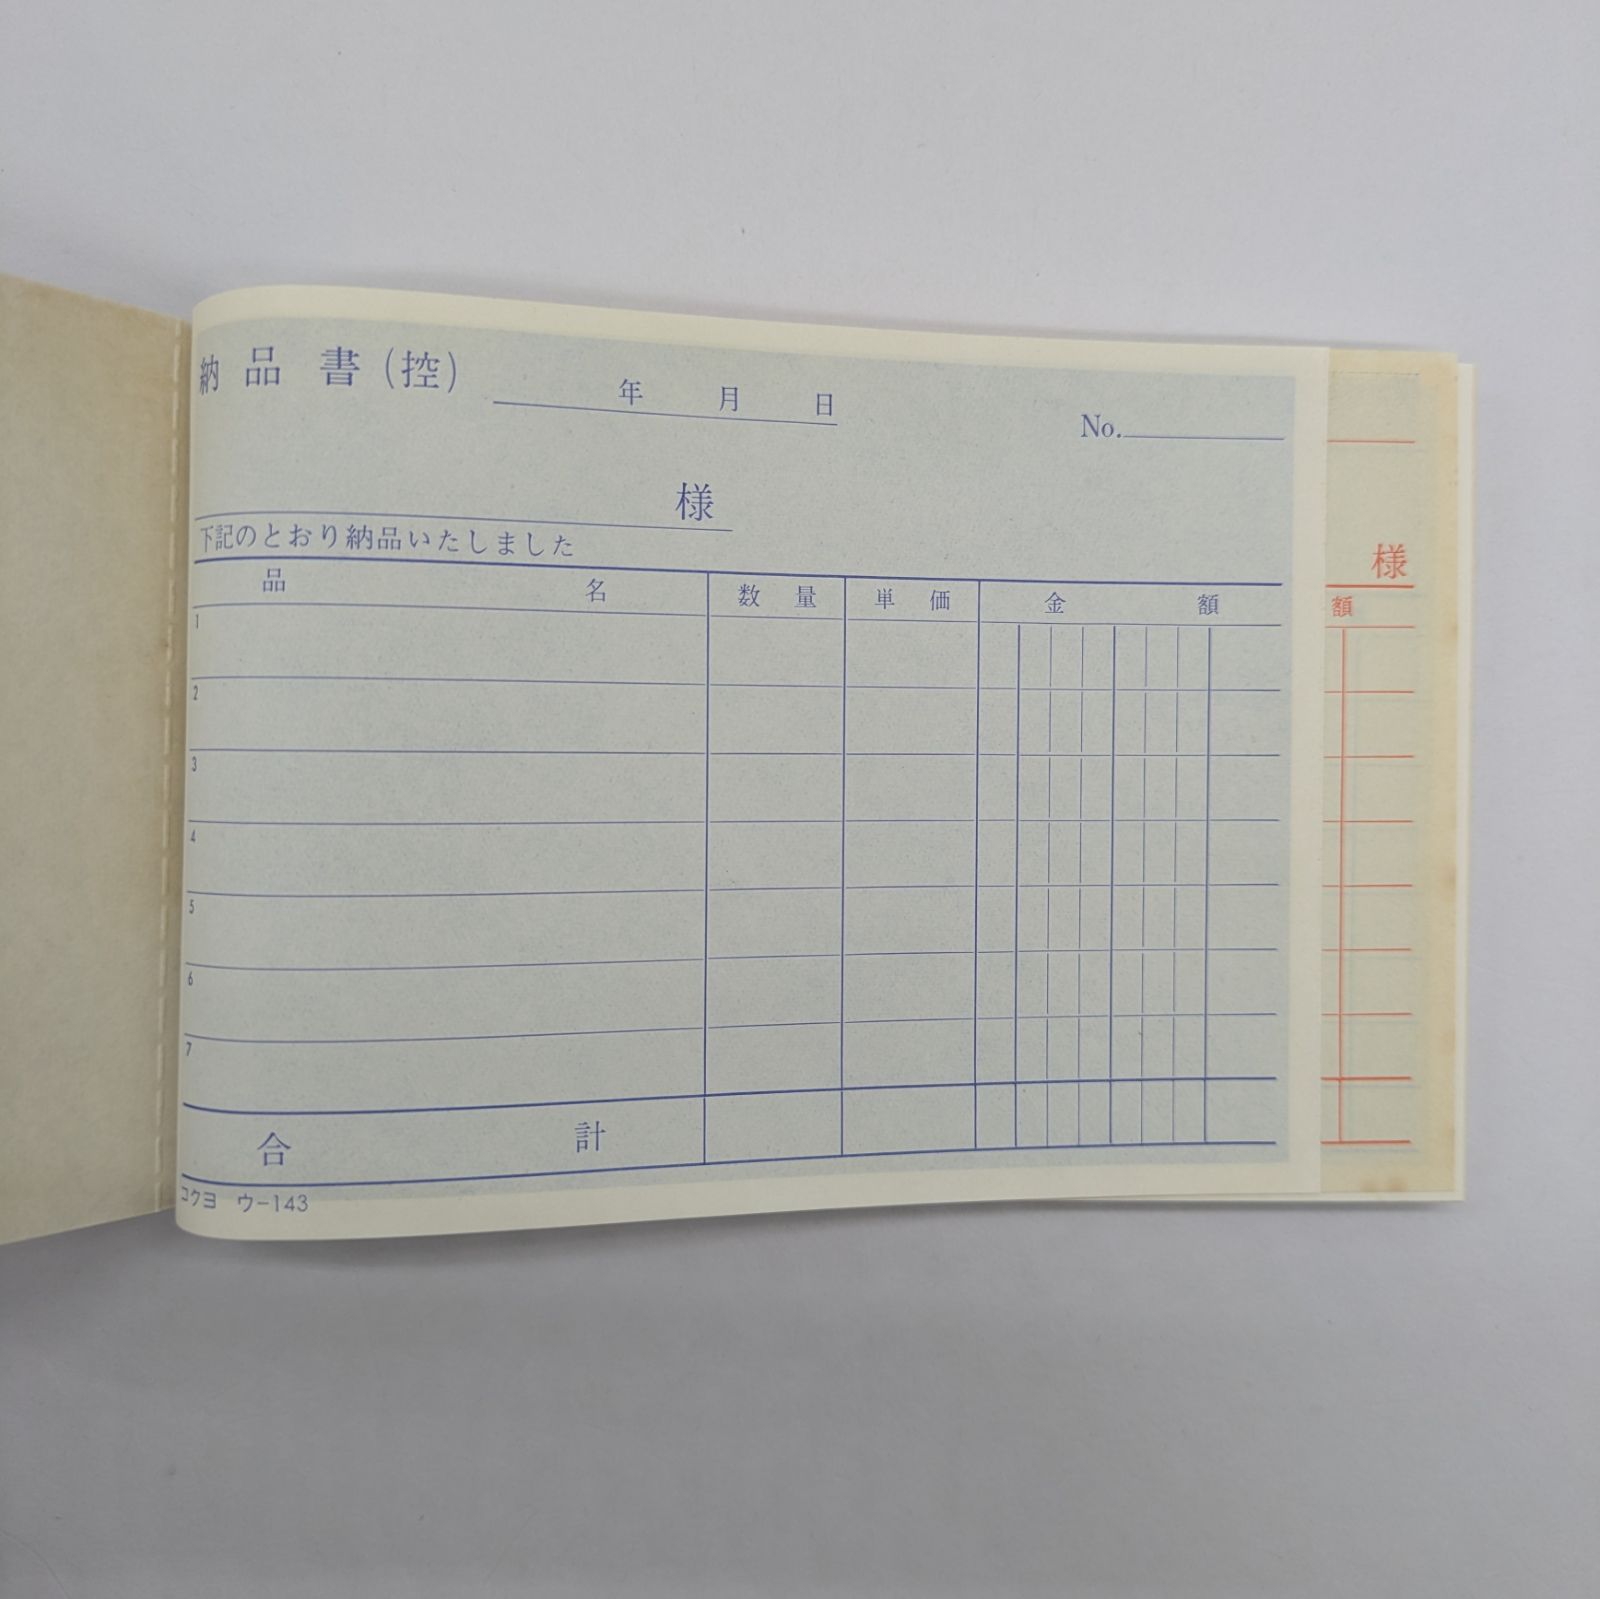 納品書(控)
年 月 日
No.
様
下記のとおり納品いたしました
品名 数量 単価 金額
1
2
3
4
5
6
7
合計
コクヨ ウ-143
様
額